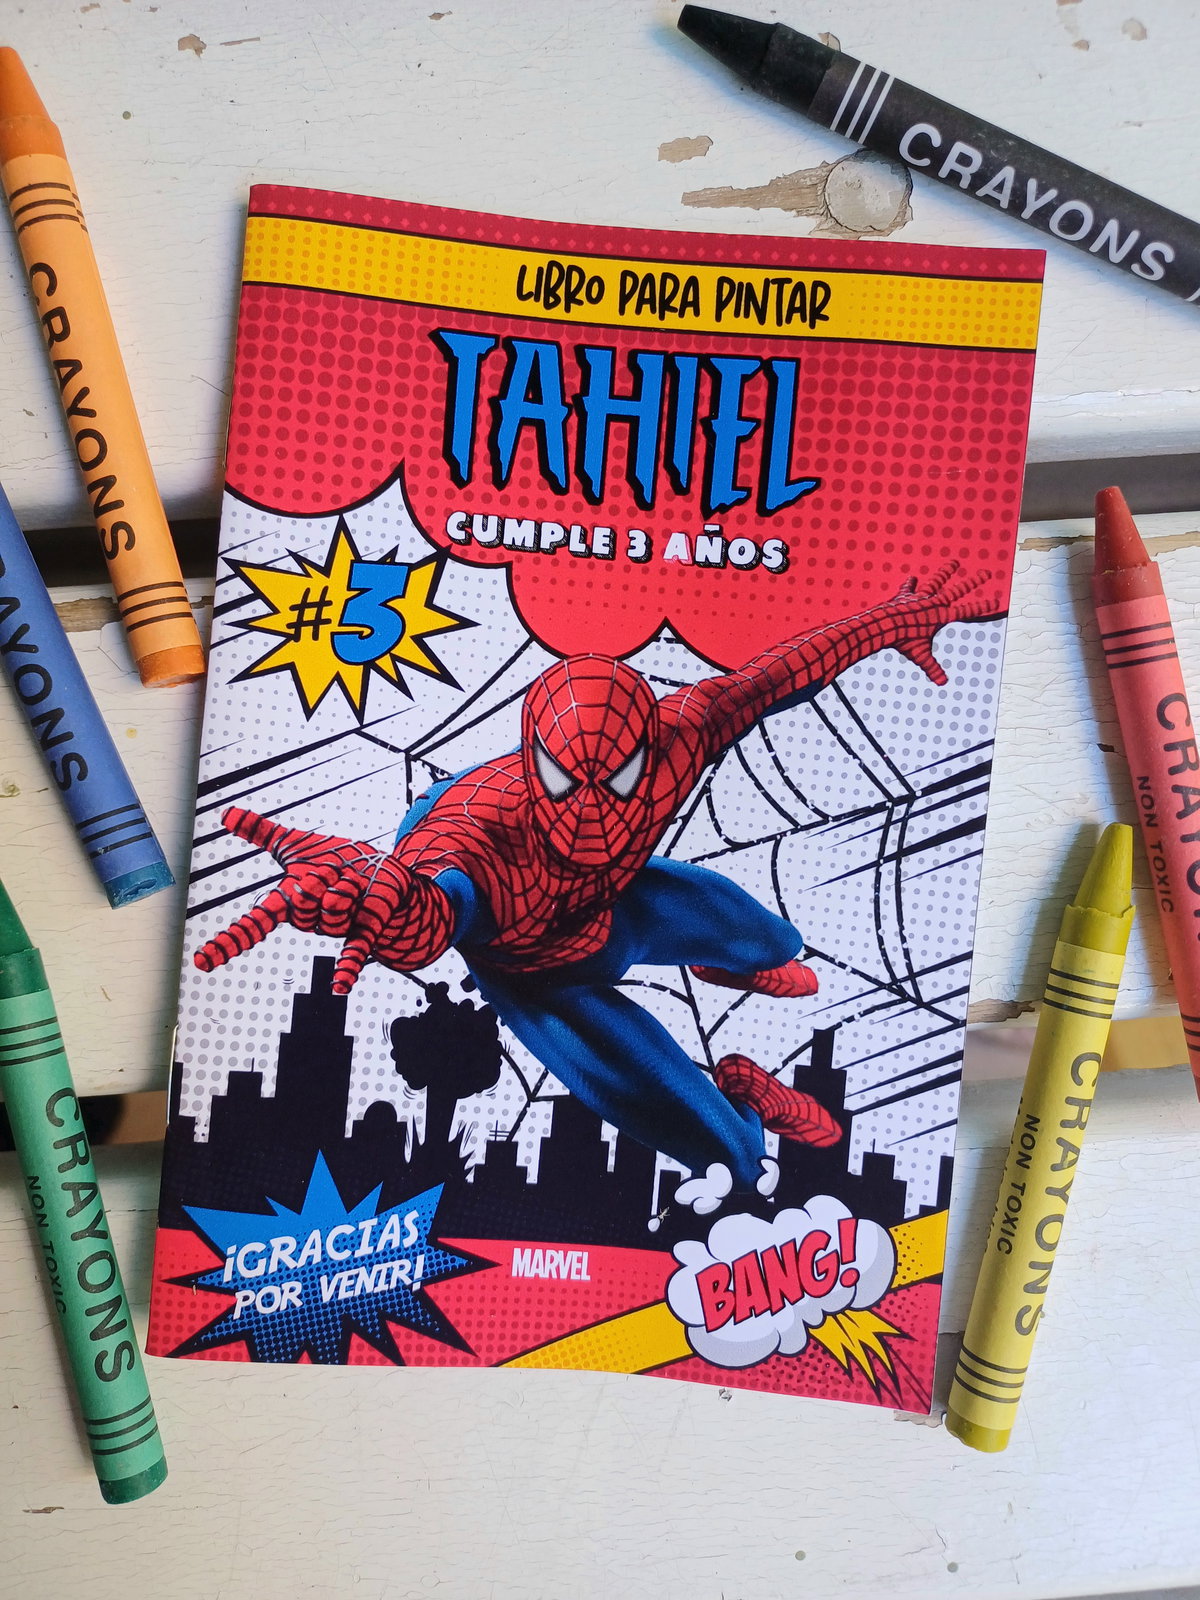 LIBRO PARA PINTAR
TAHIEL
CUMPLE 3 AÑOS
#3
¡GRACIAS
POR VENIR!
MARVEL
BANG!
CRAYONS
CRAYONS
CRAYONS
NON TOXIC
CRAYONS
NON TOXIC
CRAYONS
NON TOXIC